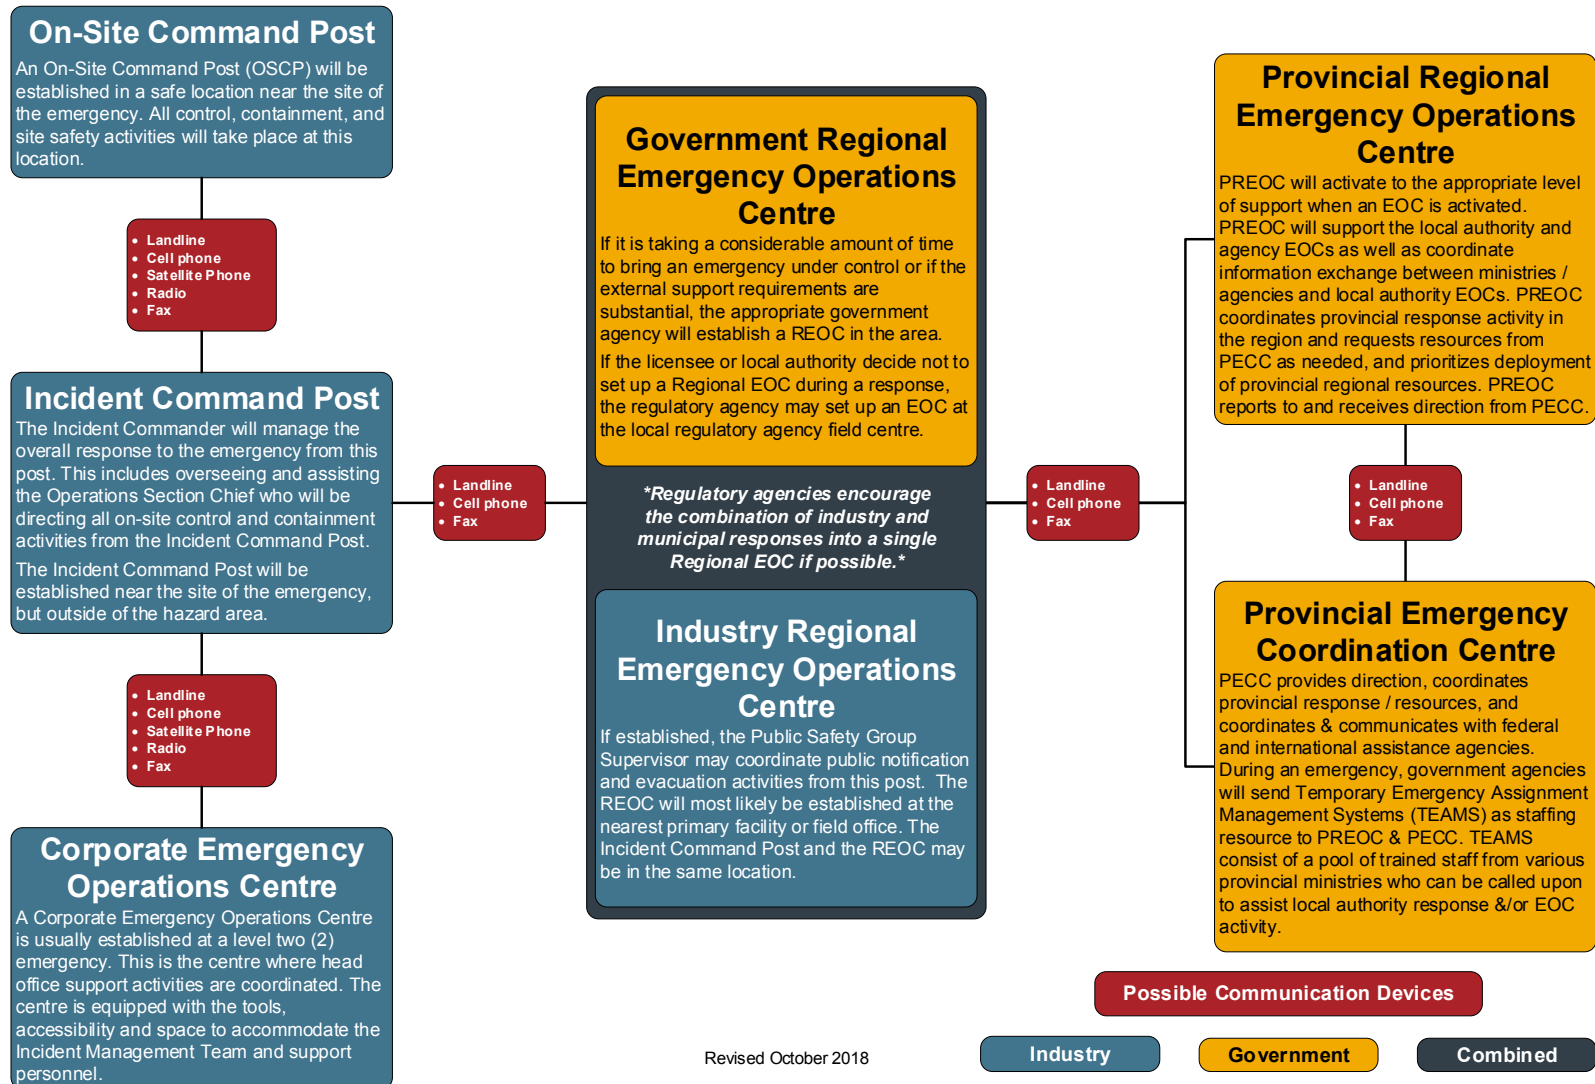 On-Site Command Post
An On-Site Command Post (OSCP) will be
established in a safe location near the site of
the emergency. All control, containment, and
site safety activities will take place at this
location.
• Landline
• Cell phone
• Satellite Phone
• Radio
• Fax
Incident Command Post
The Incident Commander will manage the
overall response to the emergency from this
post. This includes overseeing and assisting
the Operations Section Chief who will be
directing all on-site control and containment
activities from the Incident Command Post.
The Incident Command Post will be
established near the site of the emergency,
but outside of the hazard area.
• Landline
• Cell phone
• Satellite Phone
• Radio
• Fax
Corporate Emergency
Operations Centre
A Corporate Emergency Operations Centre
is usually established at a level two (2)
emergency. This is the centre where head
office support activities are coordinated. The
centre is equipped with the tools,
accessibility and space to accommodate the
Incident Management Team and support
personnel.
• Landline
• Cell phone
• Fax
Government Regional
Emergency Operations
Centre
If it is taking a considerable amount of time
to bring an emergency under control or if the
external support requirements are
substantial, the appropriate government
agency will establish a REOC in the area.
If the licensee or local authority decide not to
set up a Regional EOC during a response,
the regulatory agency may set up an EOC at
the local regulatory agency field centre.
*Regulatory agencies encourage
the combination of industry and
municipal responses into a single
Regional EOC if possible.*
Industry Regional
Emergency Operations
Centre
If established, the Public Safety Group
Supervisor may coordinate public notification
and evacuation activities from this post. The
REOC will most likely be established at the
nearest primary facility or field office. The
Incident Command Post and the REOC may
be in the same location.
• Landline
• Cell phone
• Fax
Provincial Regional
Emergency Operations
Centre
PREOC will activate to the appropriate level
of support when an EOC is activated.
PREOC will support the local authority and
agency EOCs as well as coordinate
information exchange between ministries /
agencies and local authority EOCs. PREOC
coordinates provincial response activity in
the region and requests resources from
PECC as needed, and prioritizes deployment
of provincial regional resources. PREOC
reports to and receives direction from PECC.
• Landline
• Cell phone
• Fax
Provincial Emergency
Coordination Centre
PECC provides direction, coordinates
provincial response / resources, and
coordinates & communicates with federal
and international assistance agencies.
During an emergency, government agencies
will send Temporary Emergency Assignment
Management Systems (TEAMS) as staffing
resource to PREOC & PECC. TEAMS
consist of a pool of trained staff from various
provincial ministries who can be called upon
to assist local authority response &/or EOC
activity.
Possible Communication Devices
Revised October 2018
Industry
Government
Combined